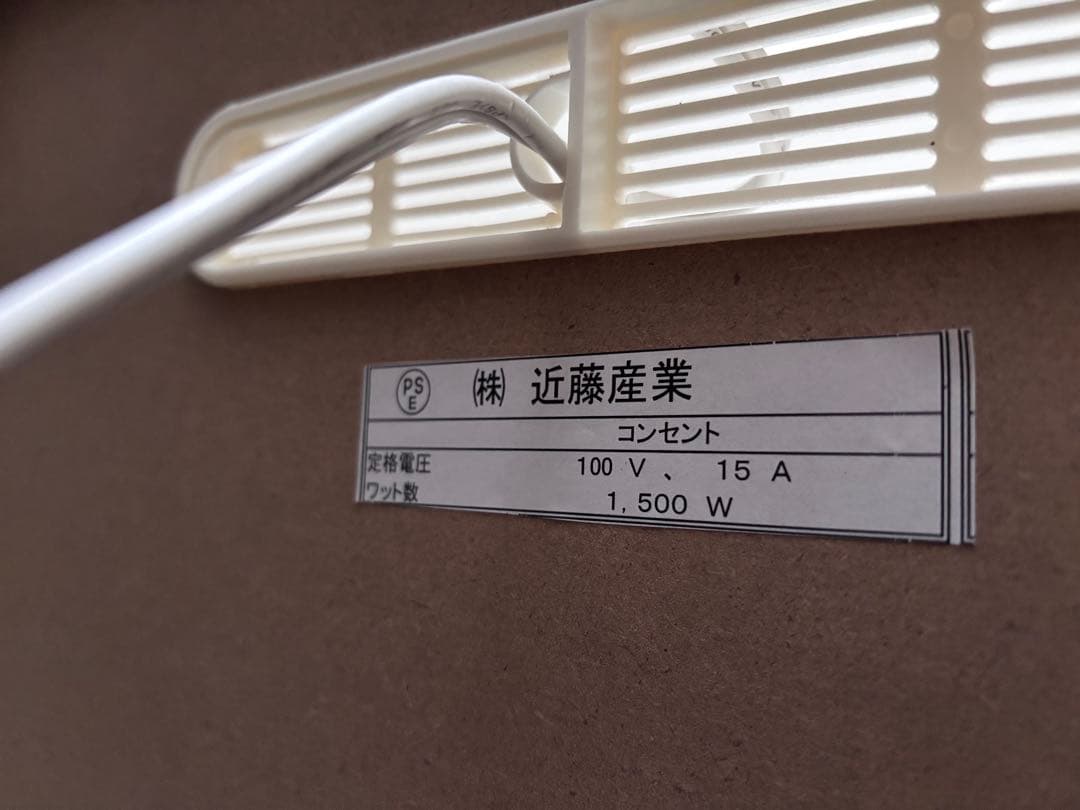 PS
E
㈱ 近藤産業
コンセント
定格電圧 100 V 、 15 A
ワット数 1,500 W